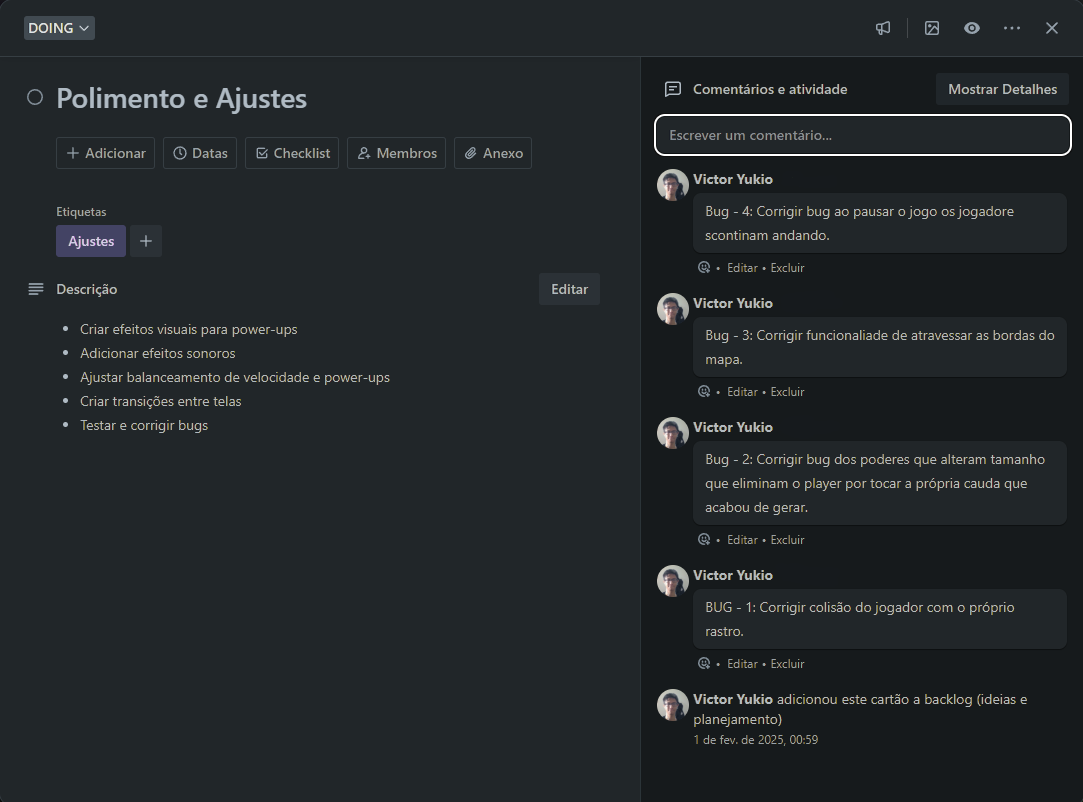 DOING
Polimento e Ajustes
Adicionar
Datas
Checklist
Membros
Anexo
Etiquetas
Ajustes
Descrição
Editar
Criar efeitos visuais para power-ups
Adicionar efeitos sonoros
Ajustar balanceamento de velocidade e power-ups
Criar transições entre telas
Testar e corrigir bugs
Comentários e atividade
Mostrar Detalhes
Escrever um comentário...
Victor Yukio
Bug - 4: Corrigir bug ao pausar o jogo os jogadore
scontinam andando.
• Editar • Excluir
Victor Yukio
Bug - 3: Corrigir funcionaliade de atravessar as bordas do
mapa.
• Editar • Excluir
Victor Yukio
Bug - 2: Corrigir bug dos poderes que alteram tamanho
que eliminam o player por tocar a própria cauda que
acabou de gerar.
• Editar • Excluir
Victor Yukio
BUG - 1: Corrigir colisão do jogador com o próprio
rastro.
• Editar • Excluir
Victor Yukio adicionou este cartão a backlog (ideias e
planejamento)
1 de fev. de 2025, 00:59